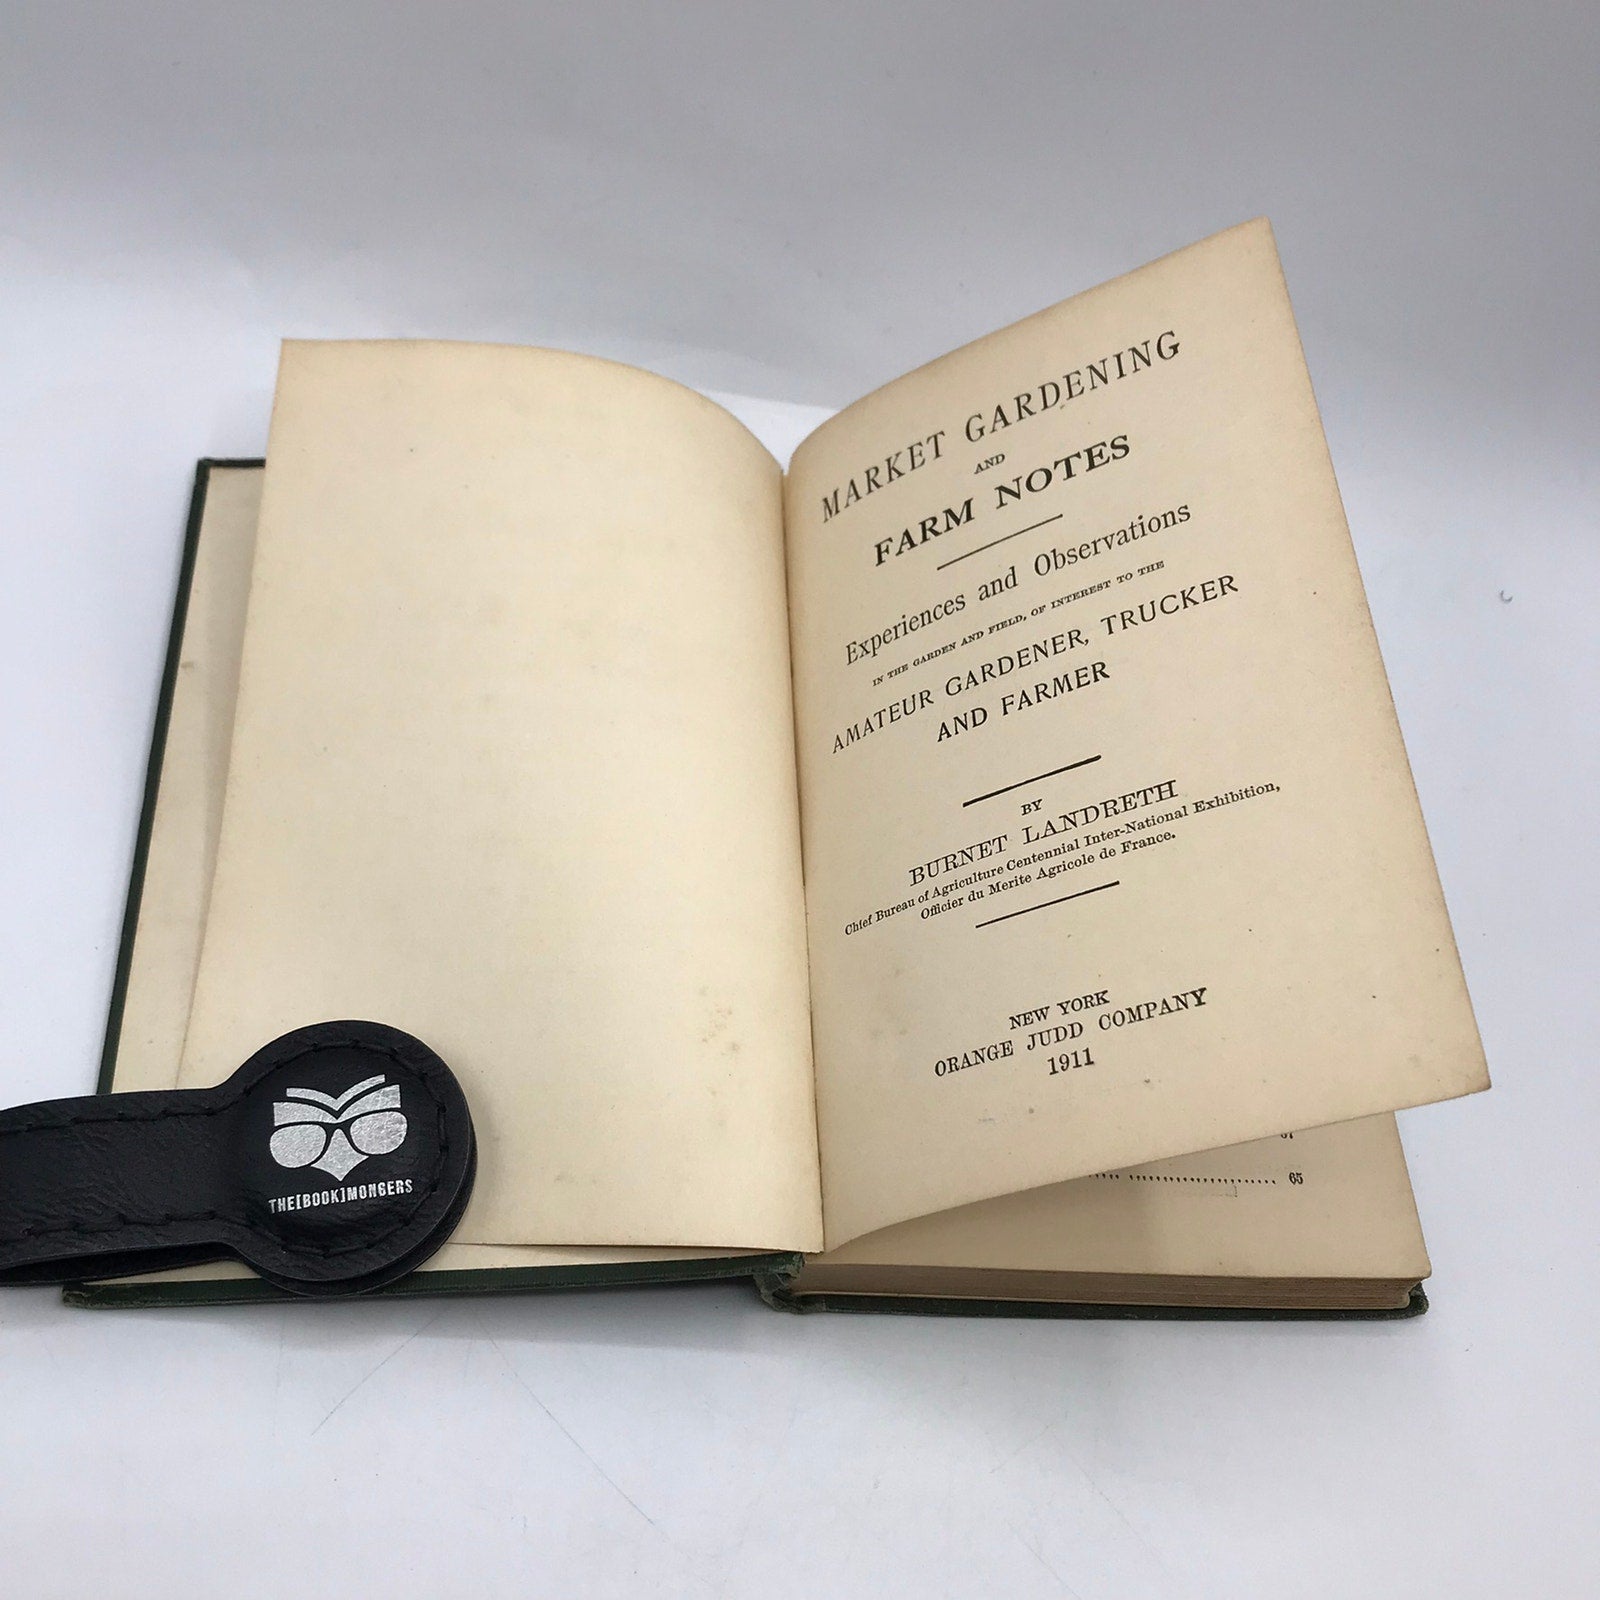 MARKET GARDENING
AND
FARM NOTES
Experiences and Observations
IN THE GARDEN AND FIELD, OF INTEREST TO THE
AMATEUR GARDENER, TRUCKER
AND FARMER
BY
BURNET LANDRETH
Chief Bureau of Agriculture Centennial Inter-National Exhibition,
Officier du Merite Agricole de France.
NEW YORK
ORANGE JUDD COMPANY
1911
65
THE[BOOK]MONGERS